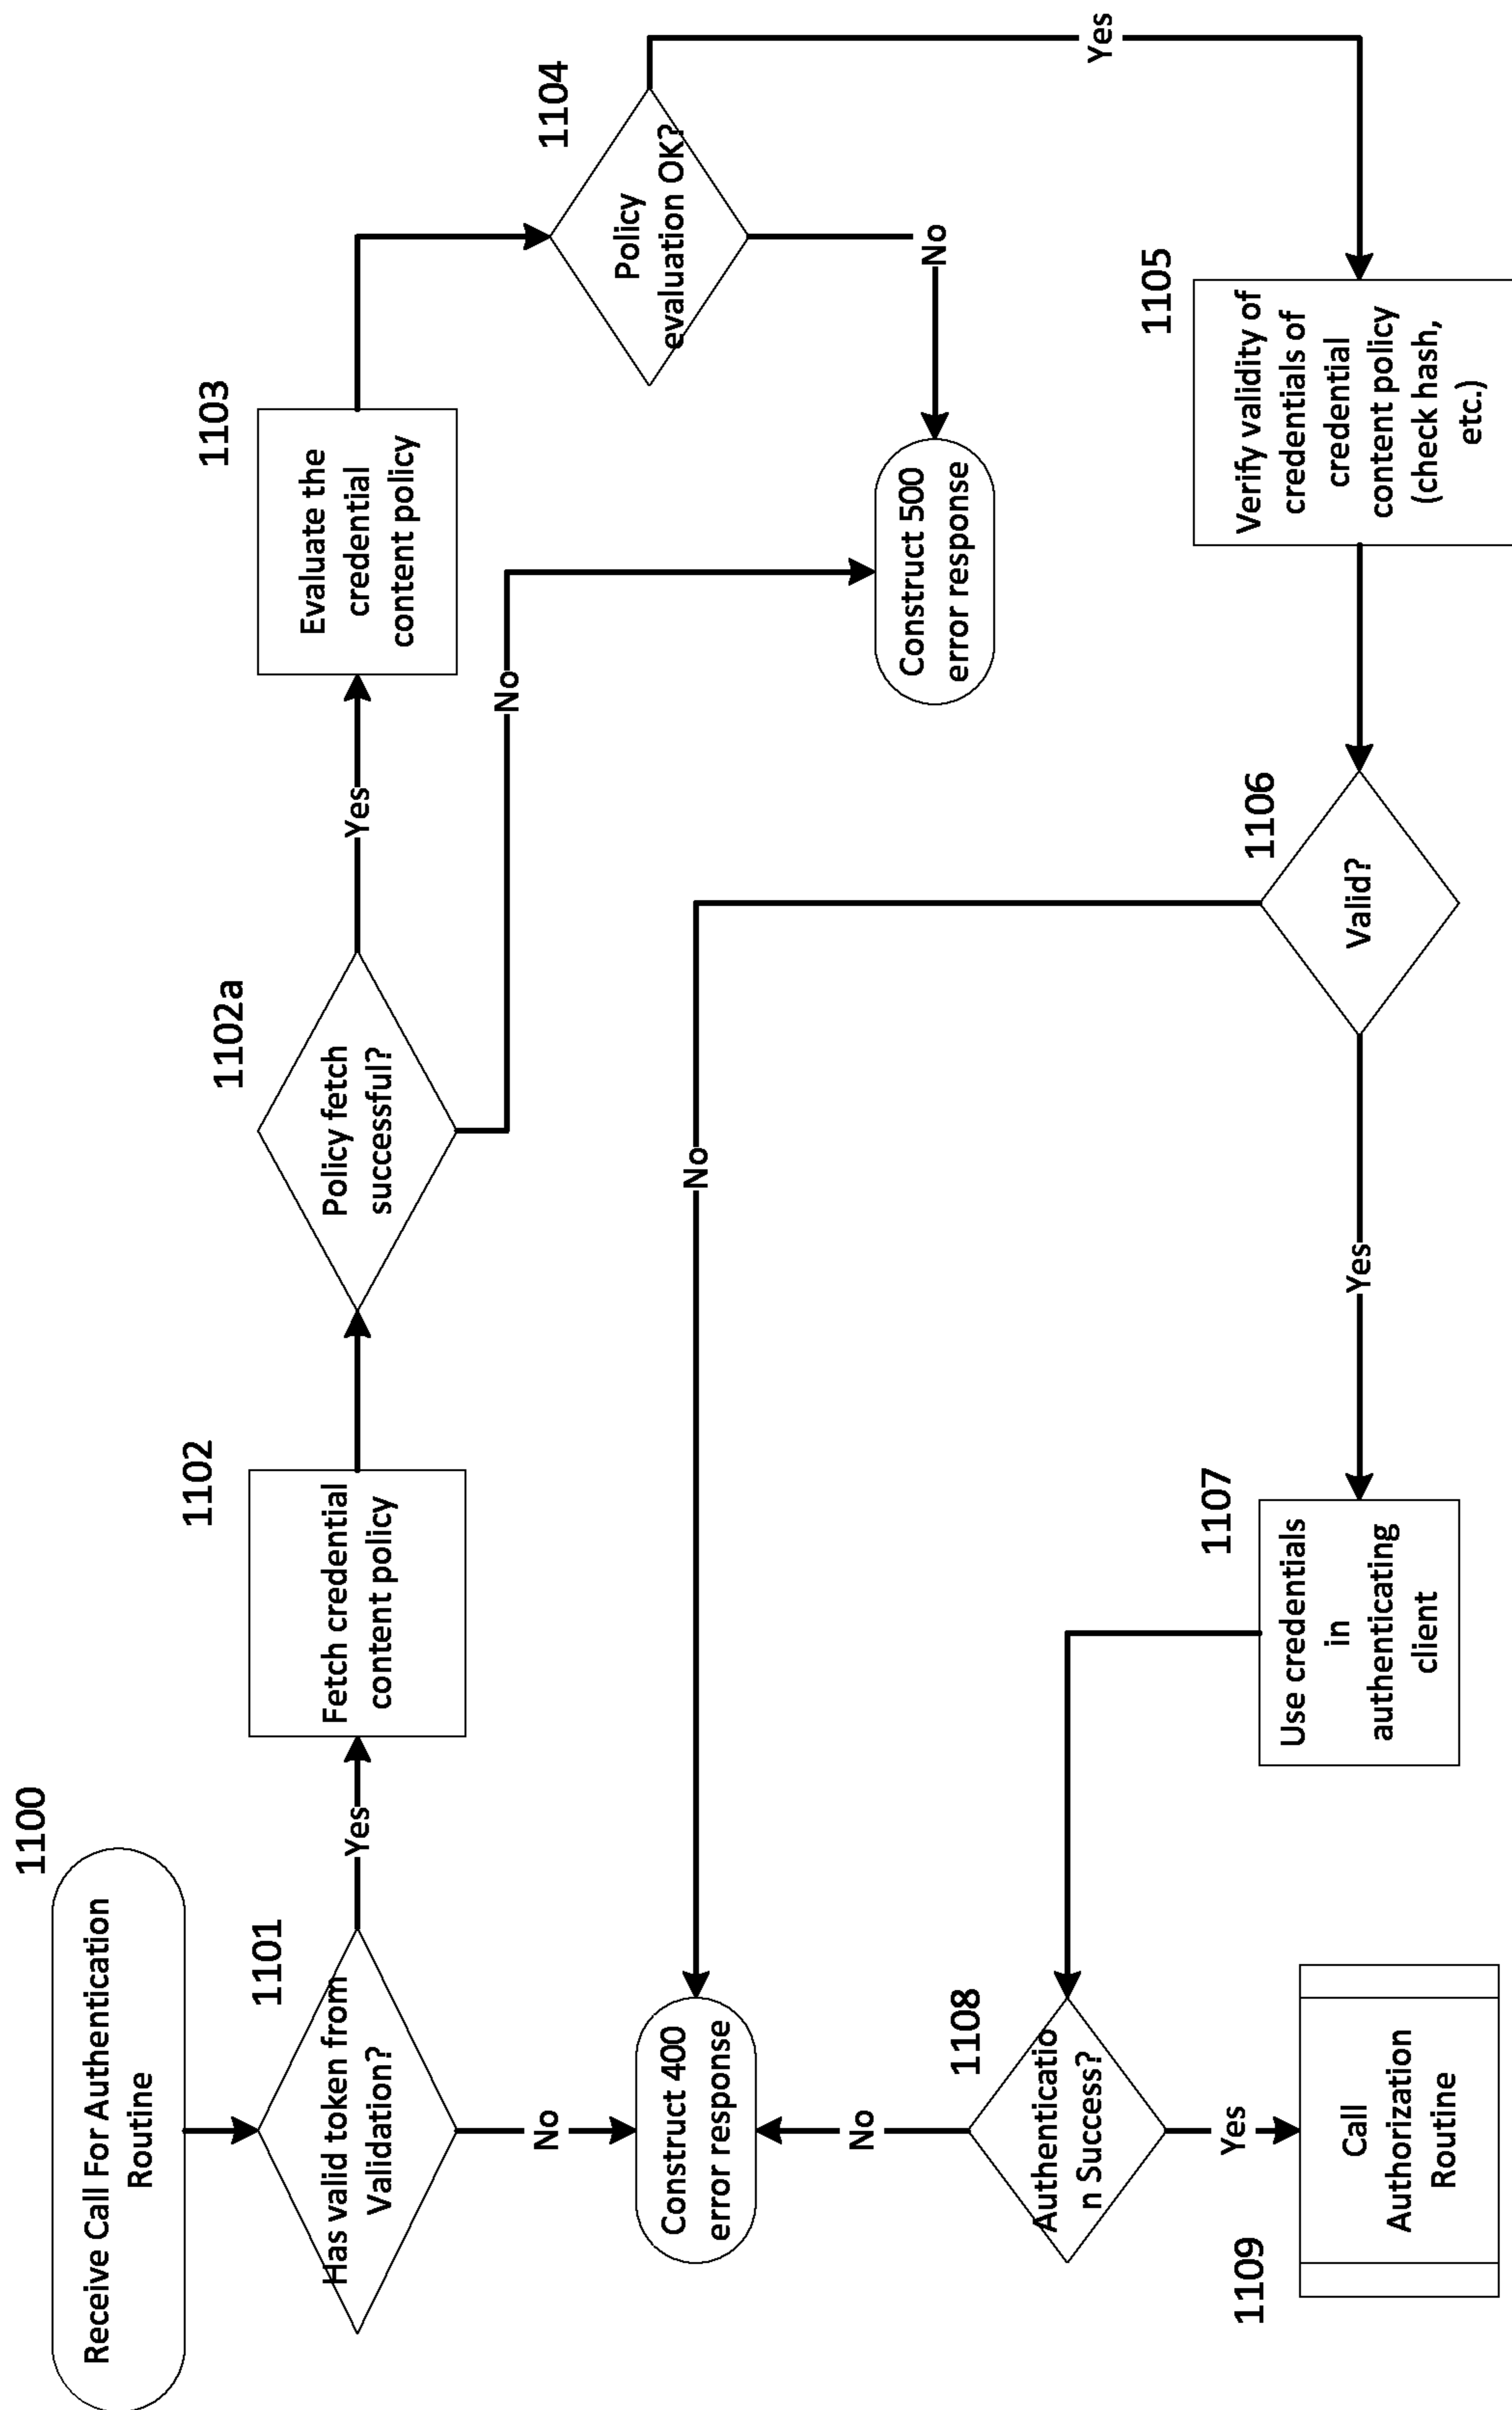 1100
Receive Call For Authentication
Routine
1101
Has valid token from
Validation?
Yes
No
1102
Fetch credential
content policy
1102a
Policy fetch
successful?
Yes
No
1103
Evaluate the
credential
content policy
1104
Policy
evaluation OK?
Yes
No
Construct 500
error response
1105
Verify validity of
credentials of
credential
content policy
(check hash,
etc.)
1106
Valid?
No
Yes
Construct 400
error response
1107
Use credentials
in
authenticating
client
1108
Authenticatio
n Success?
No
Yes
1109
Call
Authorization
Routine